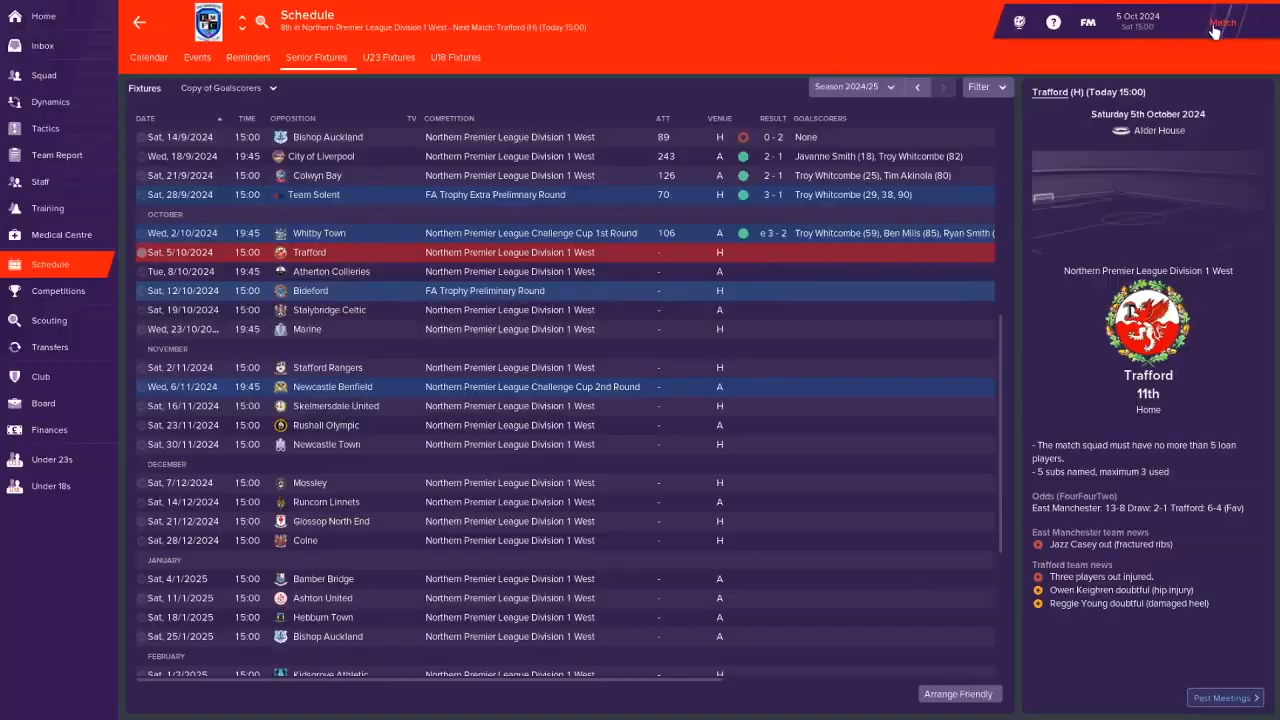 Home
Inbox
Squad
Dynamics
Tactics
Team Report
Staff
Training
Medical Centre
Schedule
Competitions
Scouting
Transfers
Club
Board
Finances
Under 23s
Under 18s
Schedule
8th in Northern Premier League Division 1 West - Next Match: Trafford (H) (Today 15:00)
FM
5 Oct 2024
Sat 15:00
Match
Calendar Events Reminders Senior Fixtures U23 Fixtures U18 Fixtures
Fixtures Copy of Goalscorers Season 2024/25 Filter
DATE TIME OPPOSITION TV COMPETITION ATT VENUE RESULT GOALSCORERS
Sat, 14/9/2024 15:00 Bishop Auckland Northern Premier League Division 1 West 89 H 0 - 2 None
Wed, 18/9/2024 19:45 City of Liverpool Northern Premier League Division 1 West 243 A 2 - 1 Javanne Smith (18), Troy Whitcombe (82)
Sat, 21/9/2024 15:00 Colwyn Bay Northern Premier League Division 1 West 126 A 2 - 1 Troy Whitcombe (25), Tim Akinola (80)
Sat, 28/9/2024 15:00 Team Solent FA Trophy Extra Preliminary Round 70 H 3 - 1 Troy Whitcombe (29, 38, 90)
OCTOBER
Wed, 2/10/2024 19:45 Whitby Town Northern Premier League Challenge Cup 1st Round 106 A e 3 - 2 Troy Whitcombe (59), Ben Mills (85), Ryan Smith (
Sat, 5/10/2024 15:00 Trafford Northern Premier League Division 1 West - H
Tue, 8/10/2024 19:45 Atherton Collieries Northern Premier League Division 1 West - A
Sat, 12/10/2024 15:00 Bideford FA Trophy Preliminary Round - H
Sat, 19/10/2024 15:00 Stalybridge Celtic Northern Premier League Division 1 West - A
Wed, 23/10/20... 19:45 Marine Northern Premier League Division 1 West - H
NOVEMBER
Sat, 2/11/2024 15:00 Stafford Rangers Northern Premier League Division 1 West - H
Wed, 6/11/2024 19:45 Newcastle Benfield Northern Premier League Challenge Cup 2nd Round - A
Sat, 16/11/2024 15:00 Skelmersdale United Northern Premier League Division 1 West - A
Sat, 23/11/2024 15:00 Rushall Olympic Northern Premier League Division 1 West - A
Sat, 30/11/2024 15:00 Newcastle Town Northern Premier League Division 1 West - H
DECEMBER
Sat, 7/12/2024 15:00 Mossley Northern Premier League Division 1 West - H
Sat, 14/12/2024 15:00 Runcorn Linnets Northern Premier League Division 1 West - A
Sat, 21/12/2024 15:00 Glossop North End Northern Premier League Division 1 West - H
Sat, 28/12/2024 15:00 Colne Northern Premier League Division 1 West - H
JANUARY
Sat, 4/1/2025 15:00 Bamber Bridge Northern Premier League Division 1 West - A
Sat, 11/1/2025 15:00 Ashton United Northern Premier League Division 1 West - A
Sat, 18/1/2025 15:00 Hebburn Town Northern Premier League Division 1 West - A
Sat, 25/1/2025 15:00 Bishop Auckland Northern Premier League Division 1 West - A
FEBRUARY
Sat, 1/2/2025 15:00 Kidsgrove Athletic Northern Premier League Division 1 West - H
Arrange Friendly
Trafford (H) (Today 15:00)
Saturday 5th October 2024
Alder House
Northern Premier League Division 1 West
Trafford
11th
Home
- The match squad must have no more than 5 loan
players.
- 5 subs named, maximum 3 used
Odds (FourFourTwo)
East Manchester: 13-8 Draw: 2-1 Trafford: 6-4 (Fav)
East Manchester team news
Jazz Casey out (fractured ribs)
Trafford team news
Three players out injured.
Owen Keighren doubtful (hip injury)
Reggie Young doubtful (damaged heel)
Past Meetings